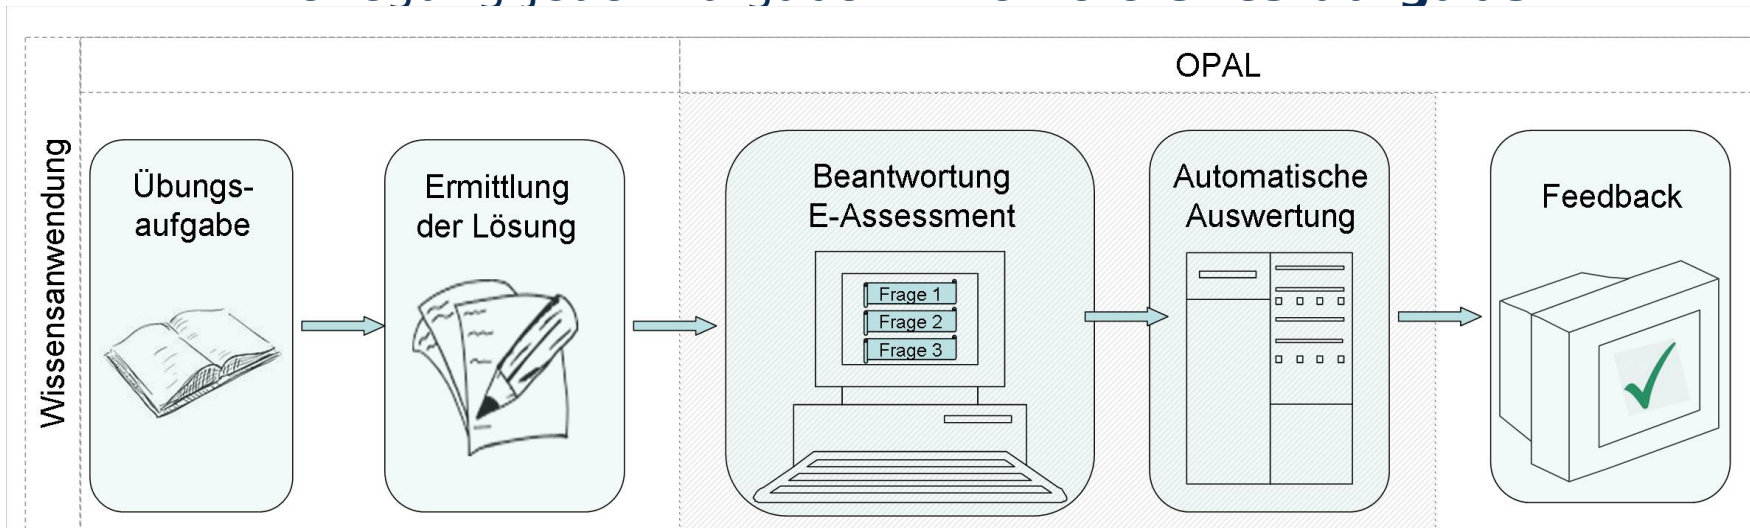 OPAL
Wissensanwendung
Übungs-
aufgabe
Ermittlung
der Lösung
Beantwortung
E-Assessment
Frage 1
Frage 2
Frage 3
Automatische
Auswertung
Feedback